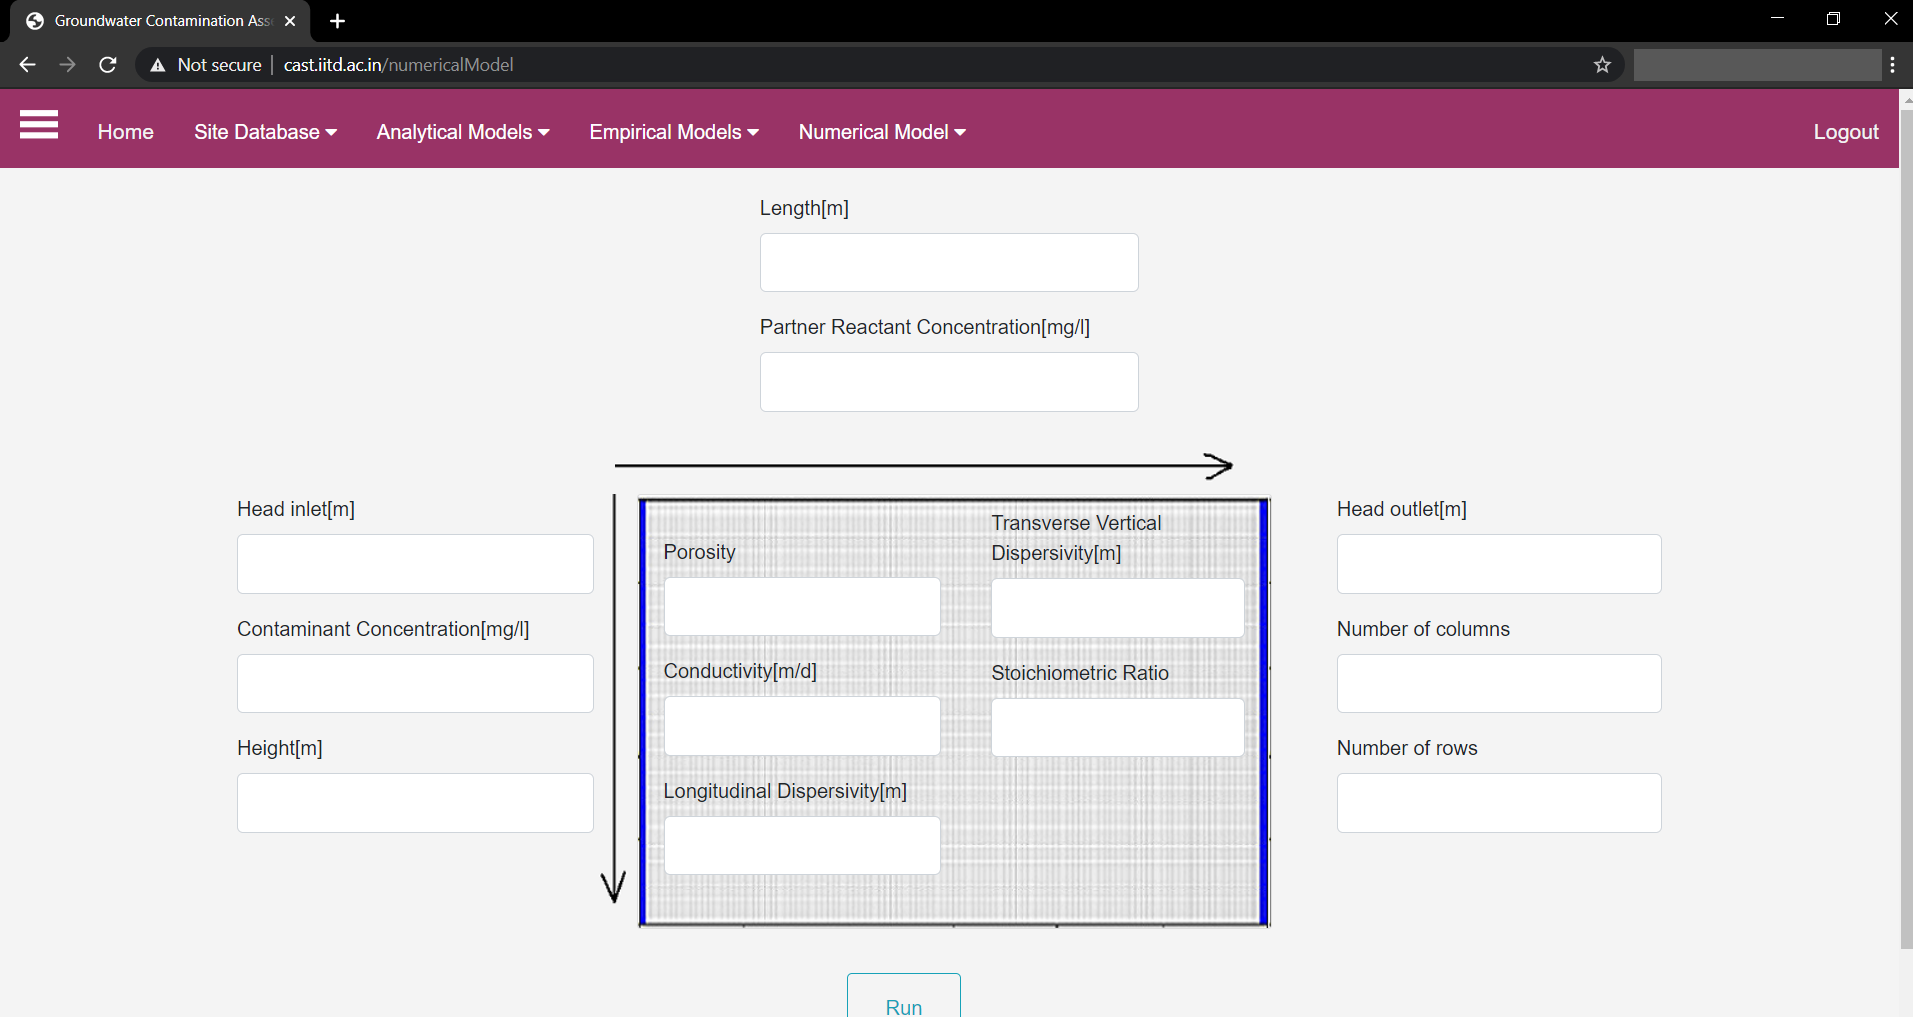 Groundwater Contamination Ass
Not secure | cast.iitd.ac.in/numericalModel
Home Site Database Analytical Models Empirical Models Numerical Model Logout
Length[m]
Partner Reactant Concentration[mg/l]
Head inlet[m]
Contaminant Concentration[mg/l]
Height[m]
Porosity
Conductivity[m/d]
Longitudinal Dispersivity[m]
Transverse Vertical
Dispersivity[m]
Stoichiometric Ratio
Head outlet[m]
Number of columns
Number of rows
Run